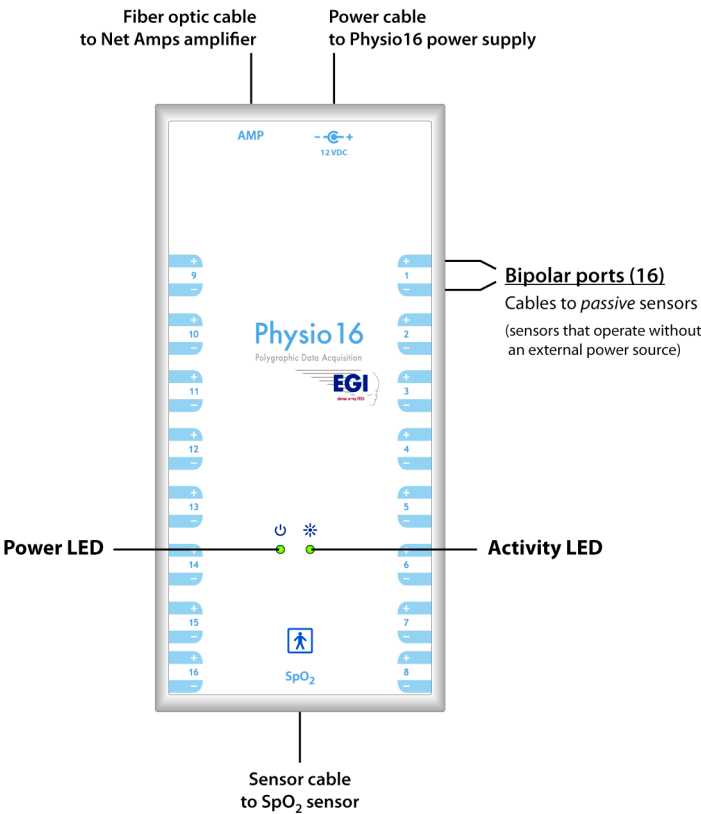 Fiber optic cable
to Net Amps amplifier
Power cable
to Physio16 power supply
AMP
- +
12 VDC
+
9
−
+
1
−
Bipolar ports (16)
Cables to passive sensors
(sensors that operate without
an external power source)
+
10
−
+
2
−
Physio16
Polygraphic Data Acquisition
EGI
dense array EEG
+
11
−
+
3
−
+
12
−
+
4
−
+
13
−
+
5
−
Power LED
Activity LED
+
14
−
+
6
−
+
15
−
+
7
−
+
16
−
+
8
−
SpO₂
Sensor cable
to SpO₂ sensor